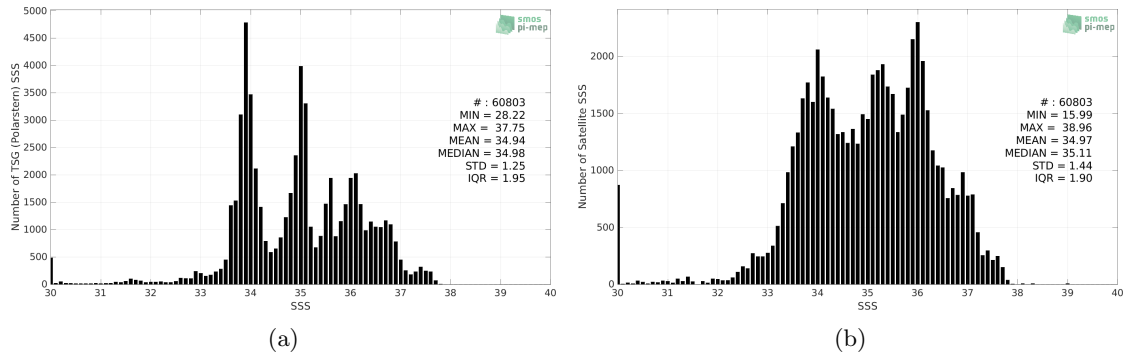 5000
4500
4000
3500
3000
2500
2000
1500
1000
500
0
30 31 32 33 34 35 36 37 38 39 40
SSS
Number of TSG (Polarstern) SSS
smos
pi-mep
# : 60803
MIN = 28.22
MAX = 37.75
MEAN = 34.94
MEDIAN = 34.98
STD = 1.25
IQR = 1.95
(a)
2000
1500
1000
500
0
30 31 32 33 34 35 36 37 38 39 40
SSS
Number of Satellite SSS
smos
pi-mep
# : 60803
MIN = 15.99
MAX = 38.96
MEAN = 34.97
MEDIAN = 35.11
STD = 1.44
IQR = 1.90
(b)